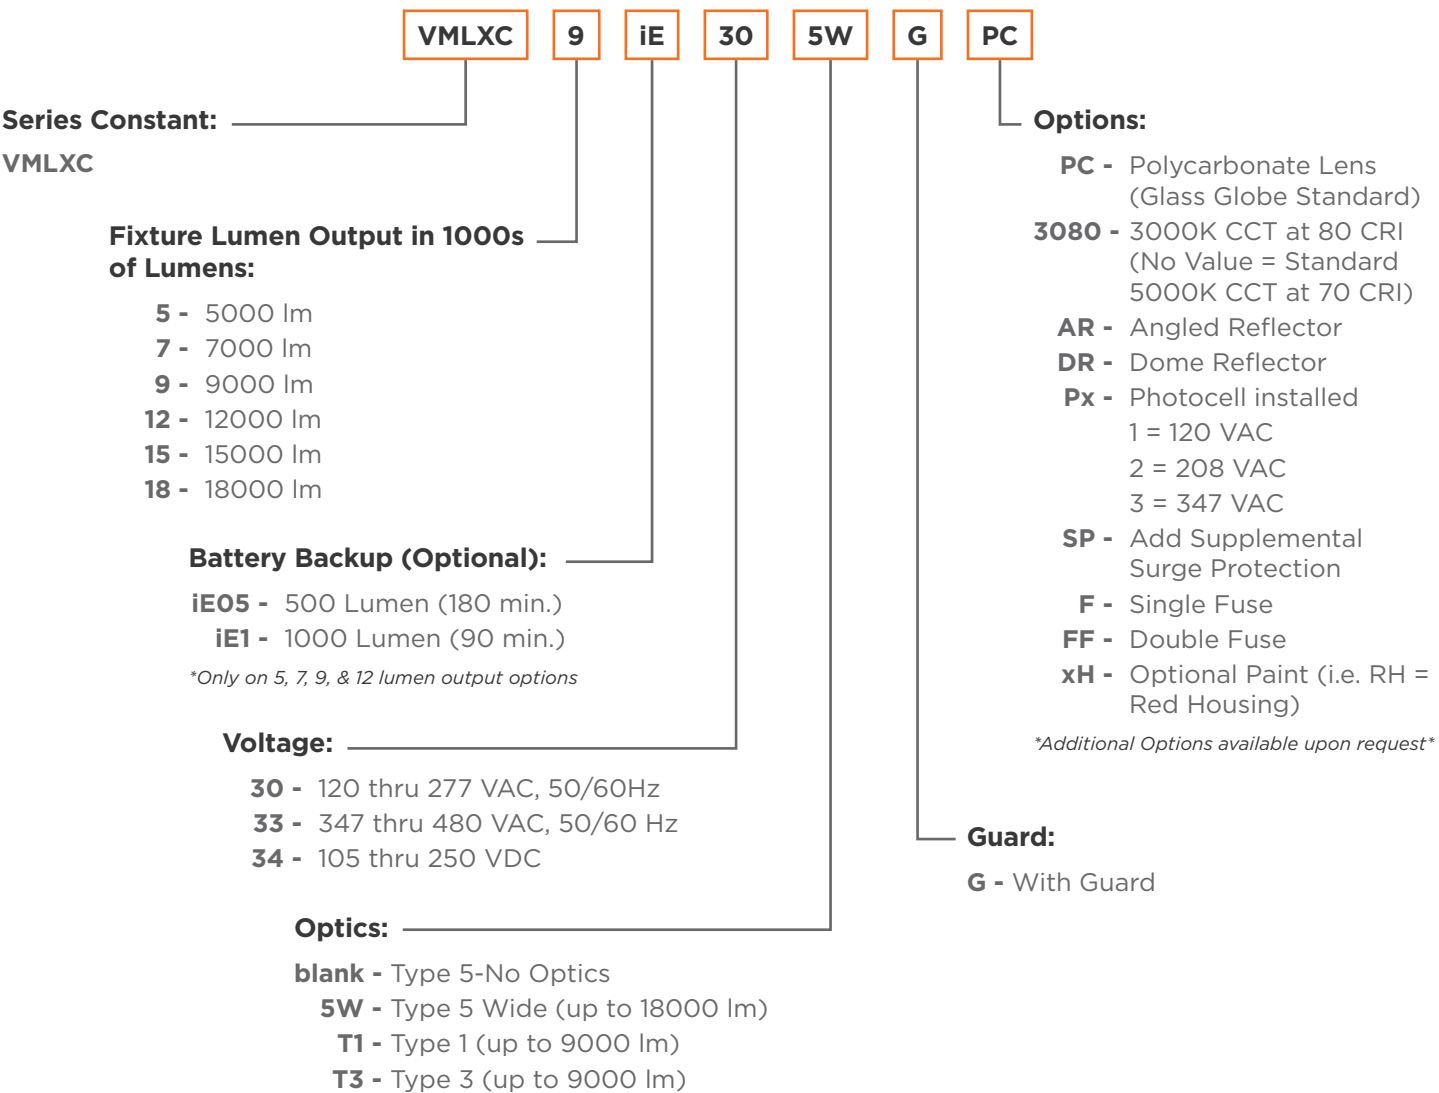 VMLXC 9 iE 30 5W G PC
Series Constant:
VMLXC
Fixture Lumen Output in 1000s
of Lumens:
5 - 5000 lm
7 - 7000 lm
9 - 9000 lm
12 - 12000 lm
15 - 15000 lm
18 - 18000 lm
Battery Backup (Optional):
iE05 - 500 Lumen (180 min.)
iE1 - 1000 Lumen (90 min.)
*Only on 5, 7, 9, & 12 lumen output options
Voltage:
30 - 120 thru 277 VAC, 50/60Hz
33 - 347 thru 480 VAC, 50/60 Hz
34 - 105 thru 250 VDC
Optics:
blank - Type 5-No Optics
5W - Type 5 Wide (up to 18000 lm)
T1 - Type 1 (up to 9000 lm)
T3 - Type 3 (up to 9000 lm)
Options:
PC - Polycarbonate Lens
(Glass Globe Standard)
3080 - 3000K CCT at 80 CRI
(No Value = Standard
5000K CCT at 70 CRI)
AR - Angled Reflector
DR - Dome Reflector
Px - Photocell installed
1 = 120 VAC
2 = 208 VAC
3 = 347 VAC
SP - Add Supplemental
Surge Protection
F - Single Fuse
FF - Double Fuse
xH - Optional Paint (i.e. RH =
Red Housing)
*Additional Options available upon request*
Guard:
G - With Guard